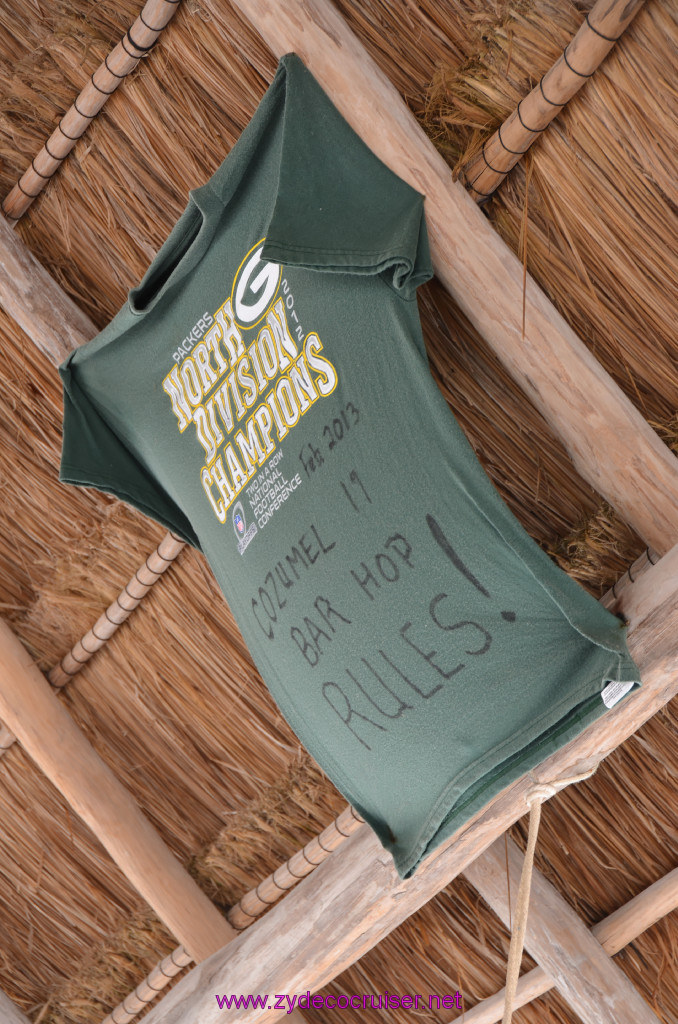 PACKERS
G
2012
NORTH
DIVISION
CHAMPIONS
TWO IN A ROW
NATIONAL
FOOTBALL
CONFERENCE
Feb 2013
COZUMEL 19
BAR HOP
RULES!
www.zydecocruiser.net